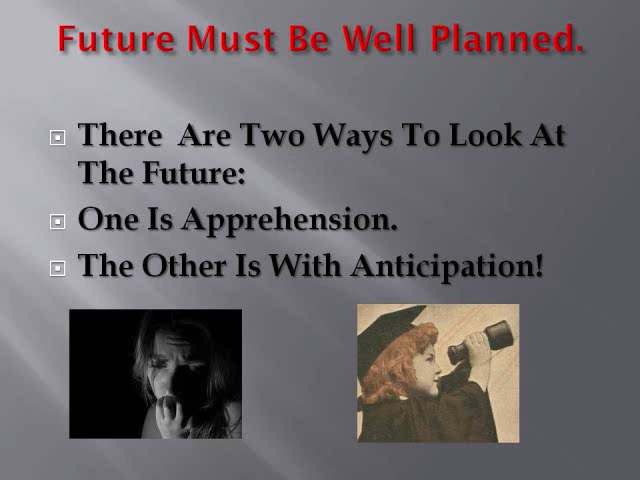 Future Must Be Well Planned.
There Are Two Ways To Look At
The Future:
One Is Apprehension.
The Other Is With Anticipation!